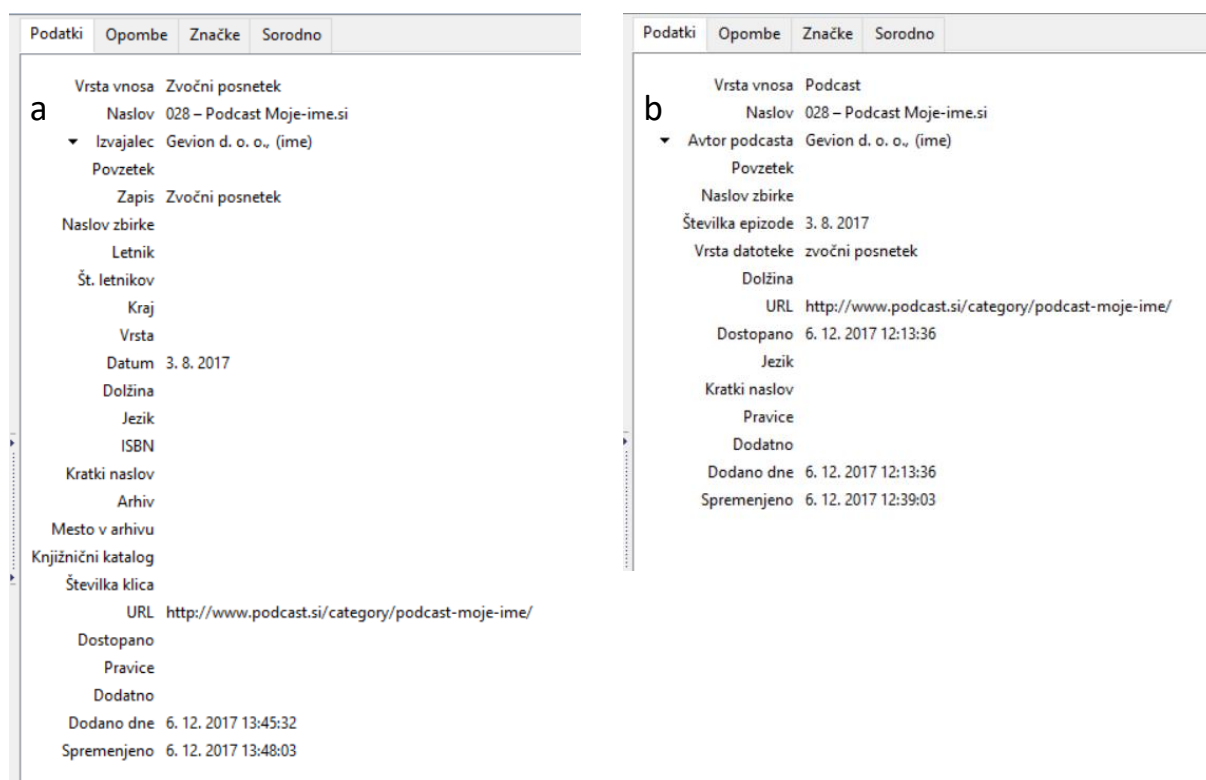 Podatki Opombe Značke Sorodno
a
Vrsta vnosa Zvočni posnetek
Naslov 028 – Podcast Moje-ime.si
Izvajalec Gevion d. o. o., (ime)
Povzetek
Zapis Zvočni posnetek
Naslov zbirke
Letnik
Št. letnikov
Kraj
Vrsta
Datum 3. 8. 2017
Dolžina
Jezik
ISBN
Kratki naslov
Arhiv
Mesto v arhivu
Knjižnični katalog
Številka klica
URL http://www.podcast.si/category/podcast-moje-ime/
Dostopano
Pravice
Dodatno
Dodano dne 6. 12. 2017 13:45:32
Spremenjeno 6. 12. 2017 13:48:03
Podatki Opombe Značke Sorodno
b
Vrsta vnosa Podcast
Naslov 028 – Podcast Moje-ime.si
Avtor podcasta Gevion d. o. o., (ime)
Povzetek
Naslov zbirke
Številka epizode 3. 8. 2017
Vrsta datoteke zvočni posnetek
Dolžina
URL http://www.podcast.si/category/podcast-moje-ime/
Dostopano 6. 12. 2017 12:13:36
Jezik
Kratki naslov
Pravice
Dodatno
Dodano dne 6. 12. 2017 12:13:36
Spremenjeno 6. 12. 2017 12:39:03